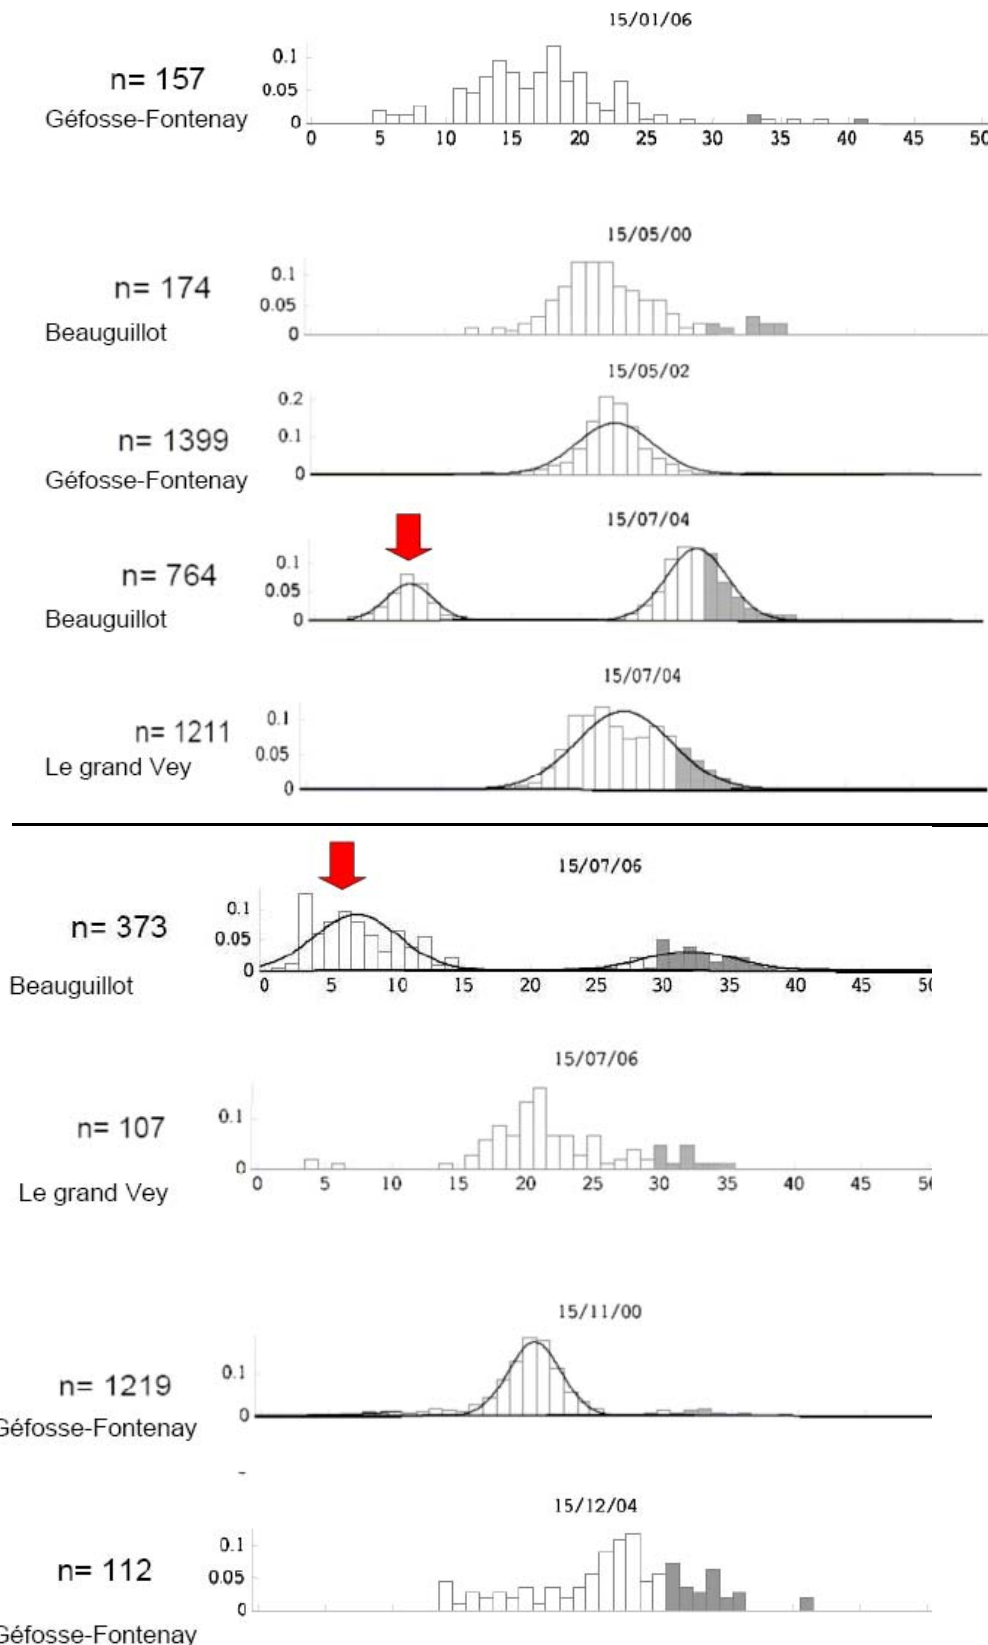 15/01/06
n= 157
Géfosse-Fontenay
0.1
0.05
0
0 5 10 15 20 25 30 35 40 45 50
15/05/00
n= 174
Beauguillot
0.1
0.05
0
15/05/02
n= 1399
Géfosse-Fontenay
0.2
0.1
0
15/07/04
n= 764
Beauguillot
0.1
0.05
0
15/07/04
n= 1211
Le grand Vey
0.1
0.05
0
15/07/06
n= 373
Beauguillot
0.1
0.05
0
0 5 10 15 20 25 30 35 40 45 50
15/07/06
n= 107
Le grand Vey
0.1
0
0 5 10 15 20 25 30 35 40 45 50
15/11/00
n= 1219
Géfosse-Fontenay
0.1
0
15/12/04
n= 112
Géfosse-Fontenay
0.1
0.05
0